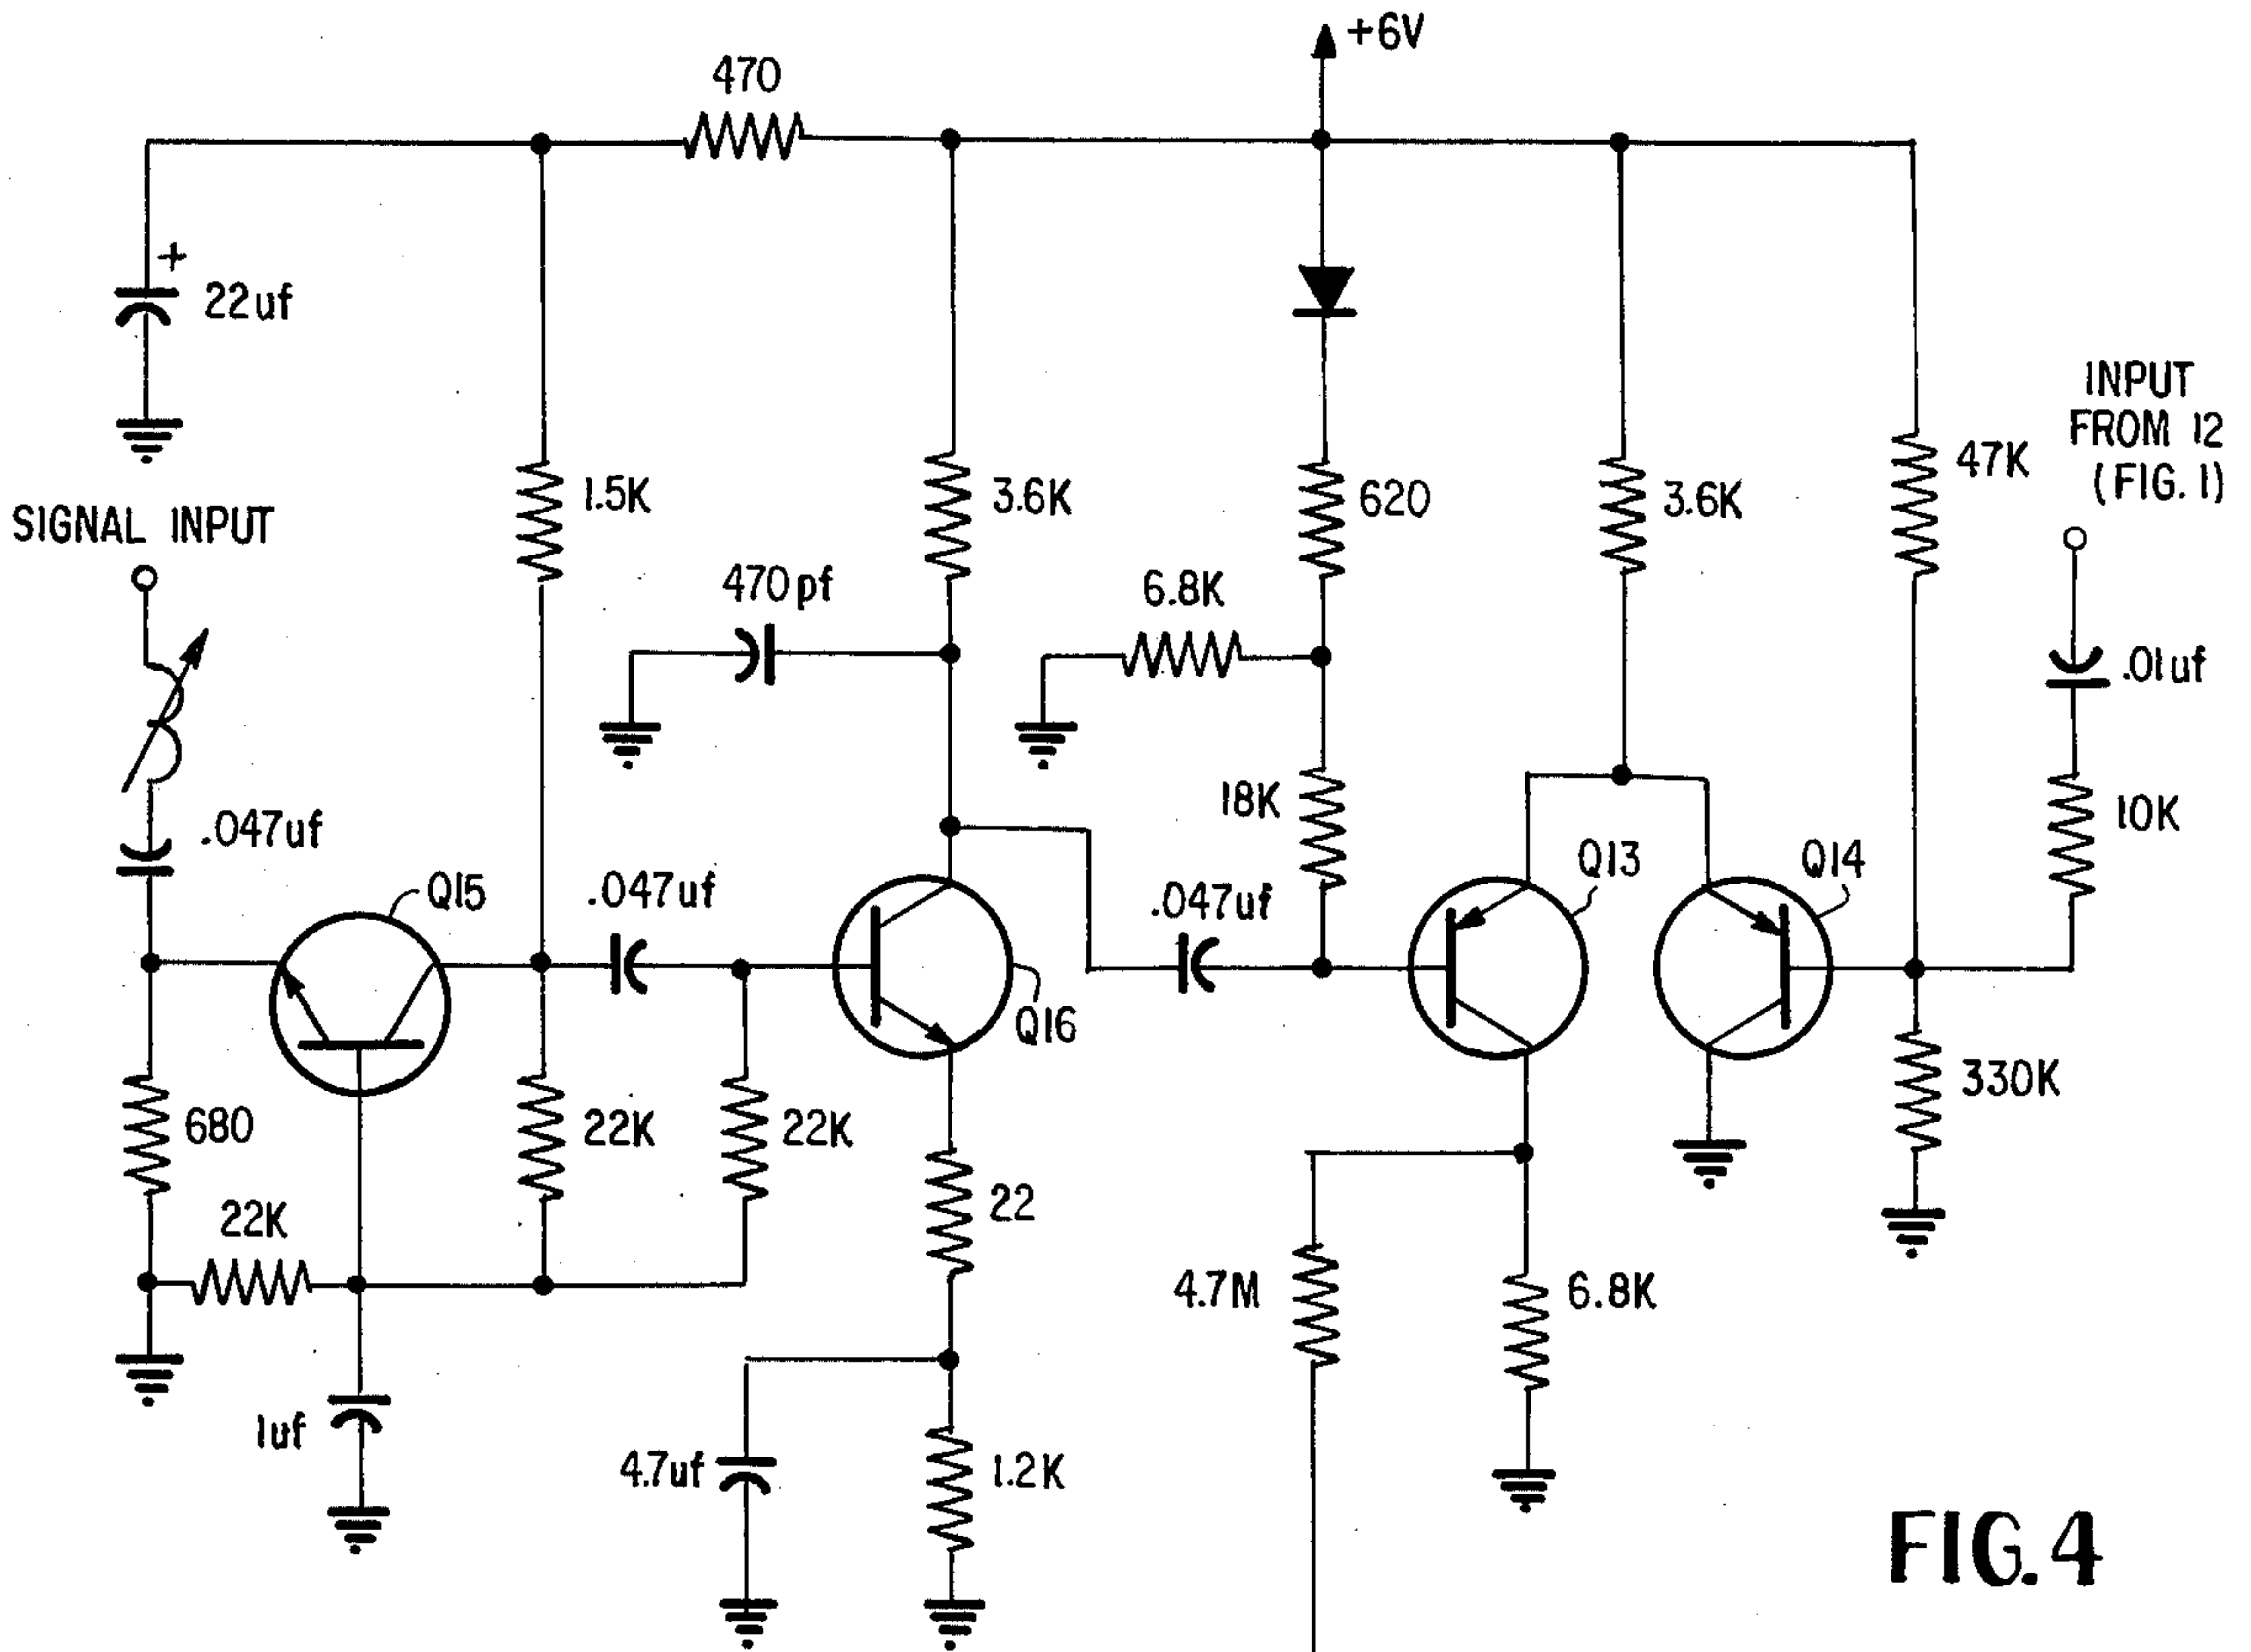 +6V
470
+
22uf
INPUT
FROM 12
(FIG. 1)
SIGNAL INPUT
1.5K
3.6K
620
3.6K
47K
470pf
6.8K
.01uf
18K
10K
.047uf
Q15
.047uf
Q16
.047uf
Q13
Q14
680
22K
22K
22K
22
330K
4.7M
6.8K
1uf
4.7uf
1.2K
FIG. 4